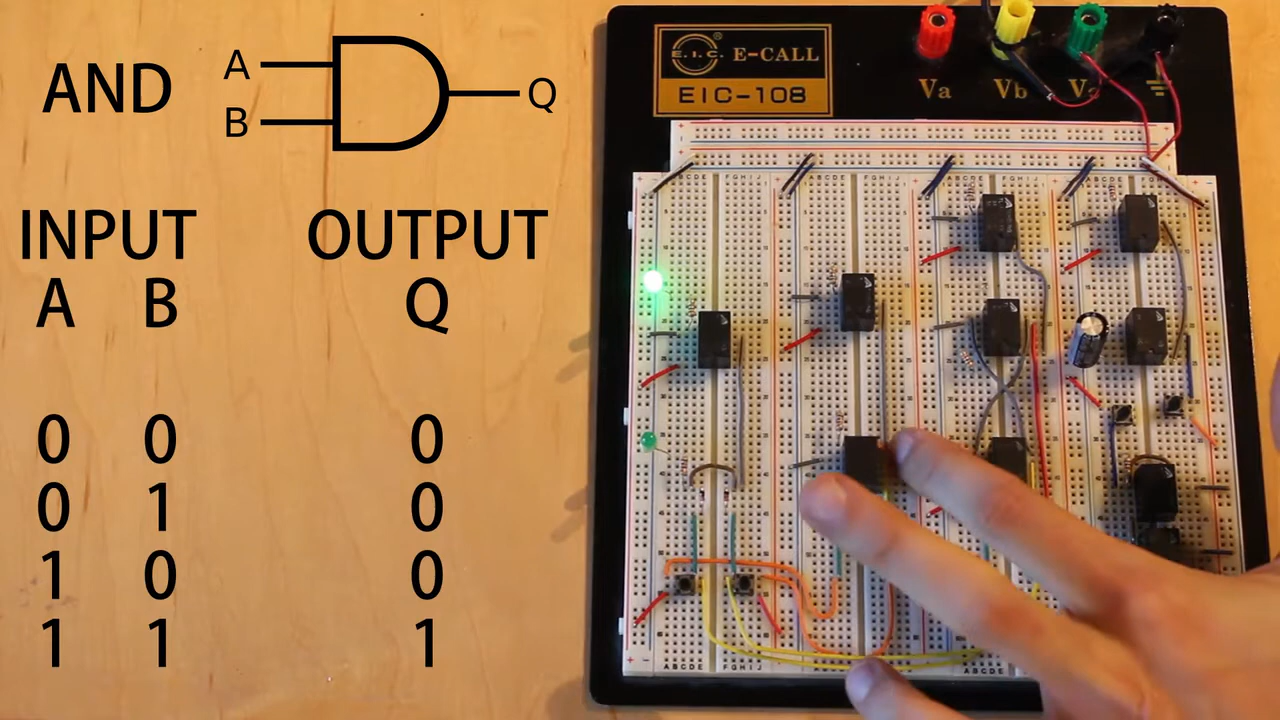 AND
A
B
Q
INPUT OUTPUT
A B Q
0 0 0
0 1 0
1 0 0
1 1 1
E.I.C.® E-CALL
EIC-108
Va Vb Vc